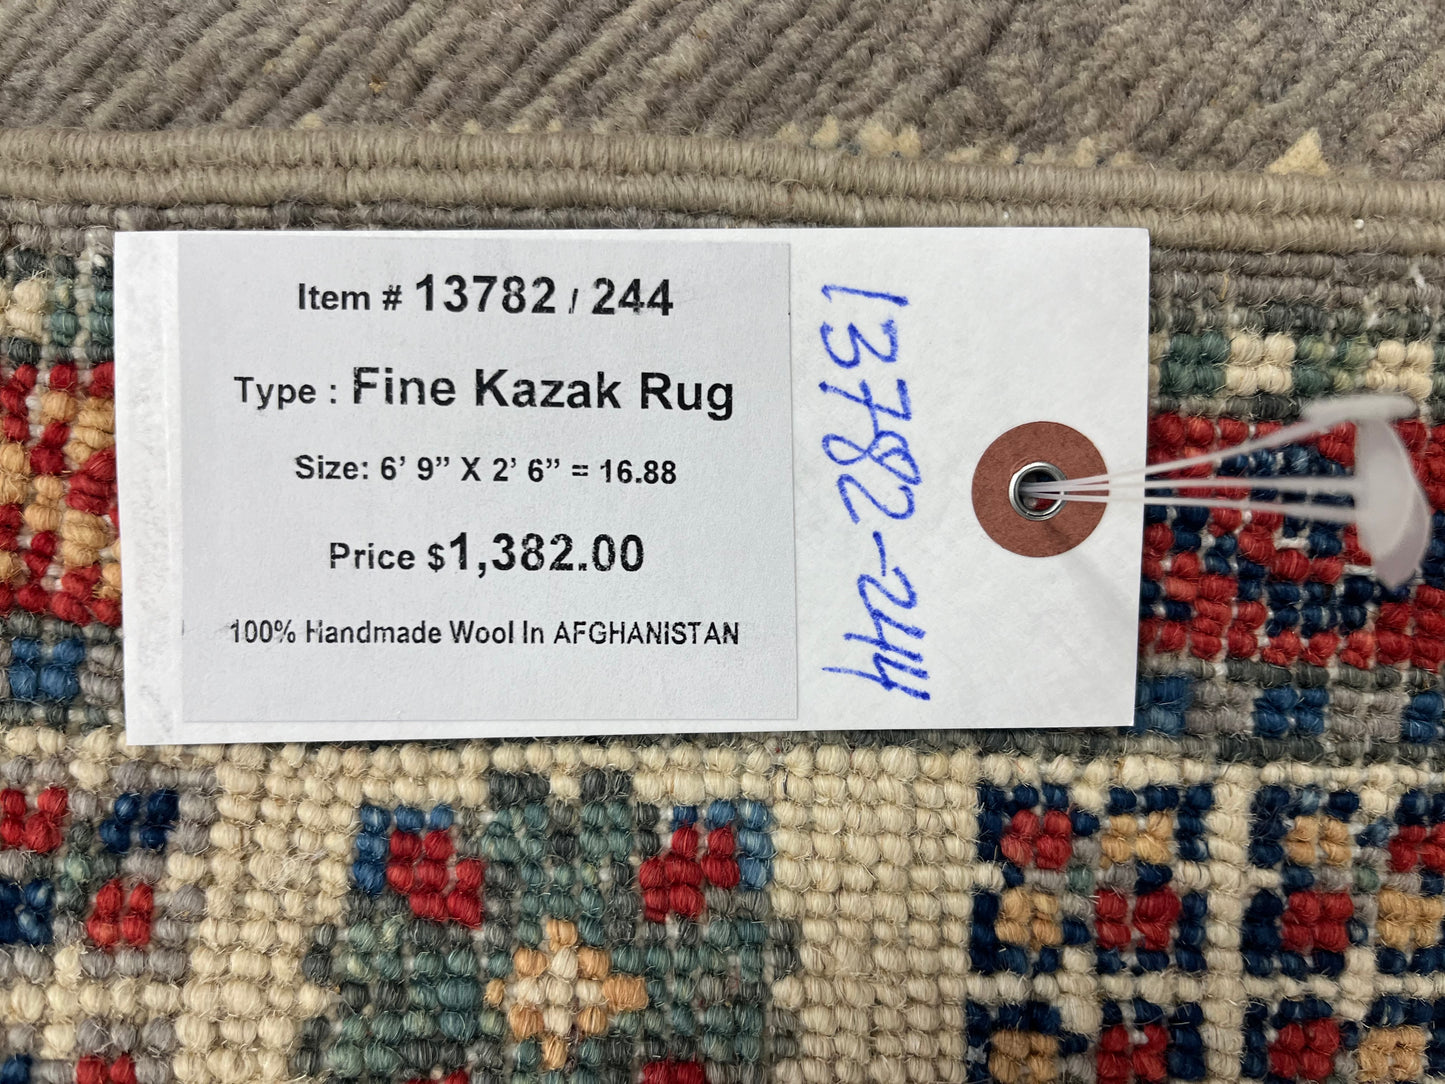 Item # 13782 / 244
Type : Fine Kazak Rug
Size: 6’ 9” X 2’ 6” = 16.88
Price $1,382.00
100% Handmade Wool In AFGHANISTAN
13782-244